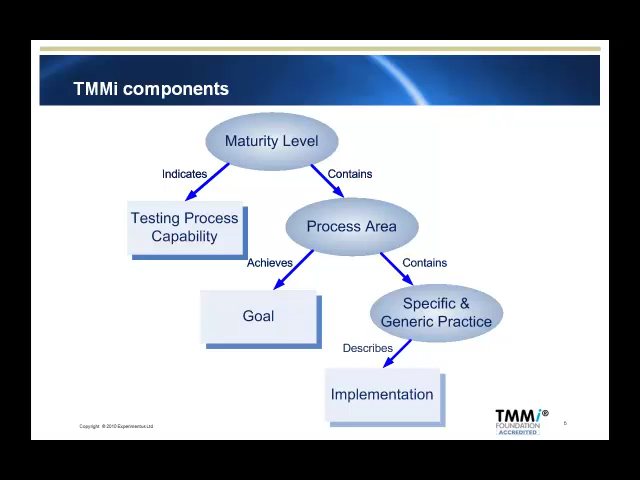 TMMi components
Maturity Level
Indicates
Contains
Testing Process
Capability
Process Area
Achieves
Contains
Goal
Specific &
Generic Practice
Describes
Implementation
Copyright © 2010 Experimentus Ltd
TMMi®
FOUNDATION
ACCREDITED
6